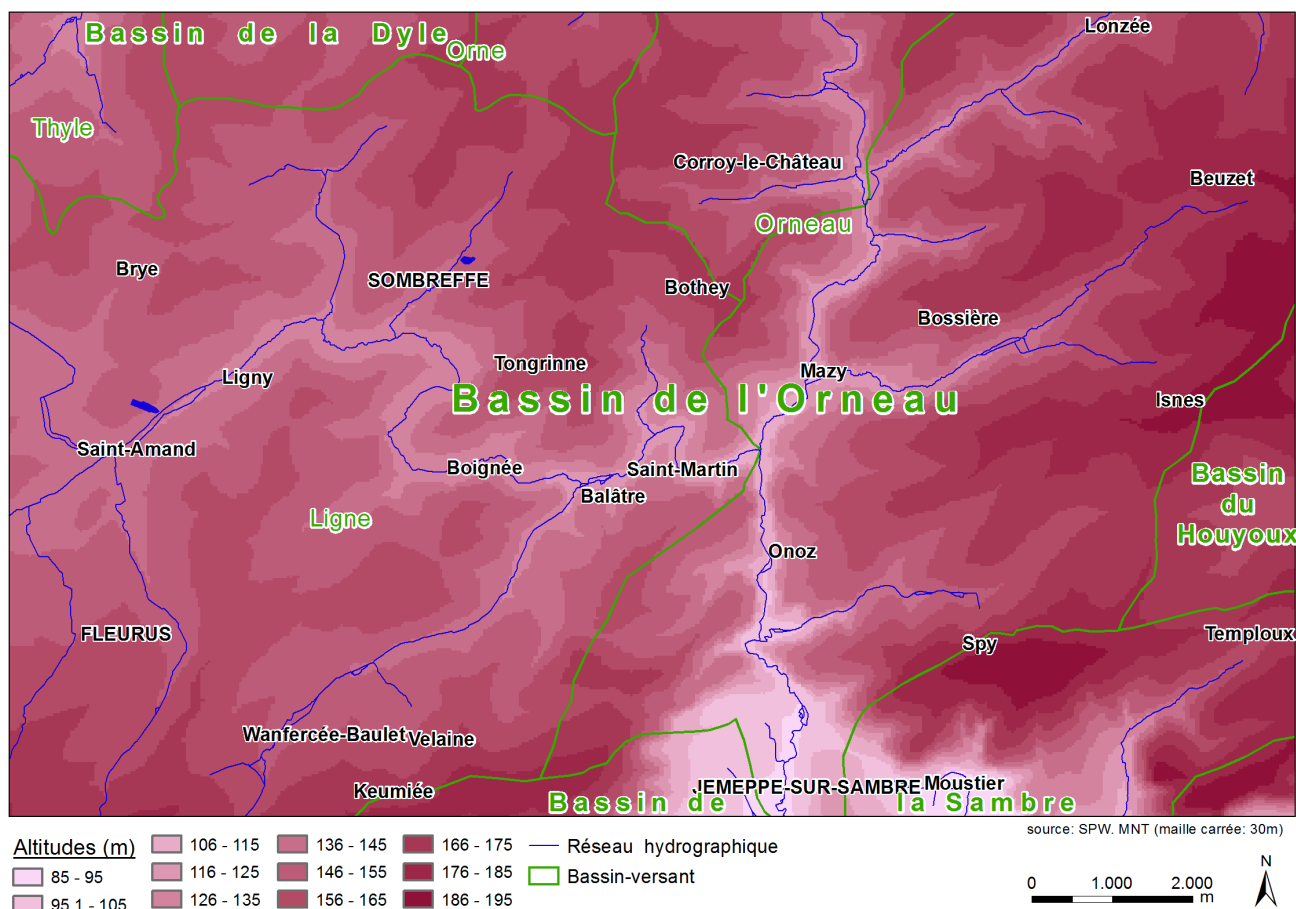 Bassin de la Dyle
Lonzée
Orne
Thyle
Corroy-le-Château
Beuzet
Orneau
Brye
SOMBREFFE
Bothey
Bossière
Tongrinne
Mazy
Ligny
Bassin de l'Orneau
Isnes
Saint-Amand
Boignée
Saint-Martin
Bassin
du
Houyoux
Balâtre
Ligne
Onoz
FLEURUS
Spy
Temploux
Wanfercée-Baulet
Velaine
Keumiée
JEMEPPE-SUR-SAMBRE
Moustier
Bassin de la Sambre
source: SPW. MNT (maille carrée: 30m)
Altitudes (m)
85 - 95
95.1 - 105
106 - 115
116 - 125
126 - 135
136 - 145
146 - 155
156 - 165
166 - 175
176 - 185
186 - 195
Réseau hydrographique
Bassin-versant
0 1.000 2.000
m
N